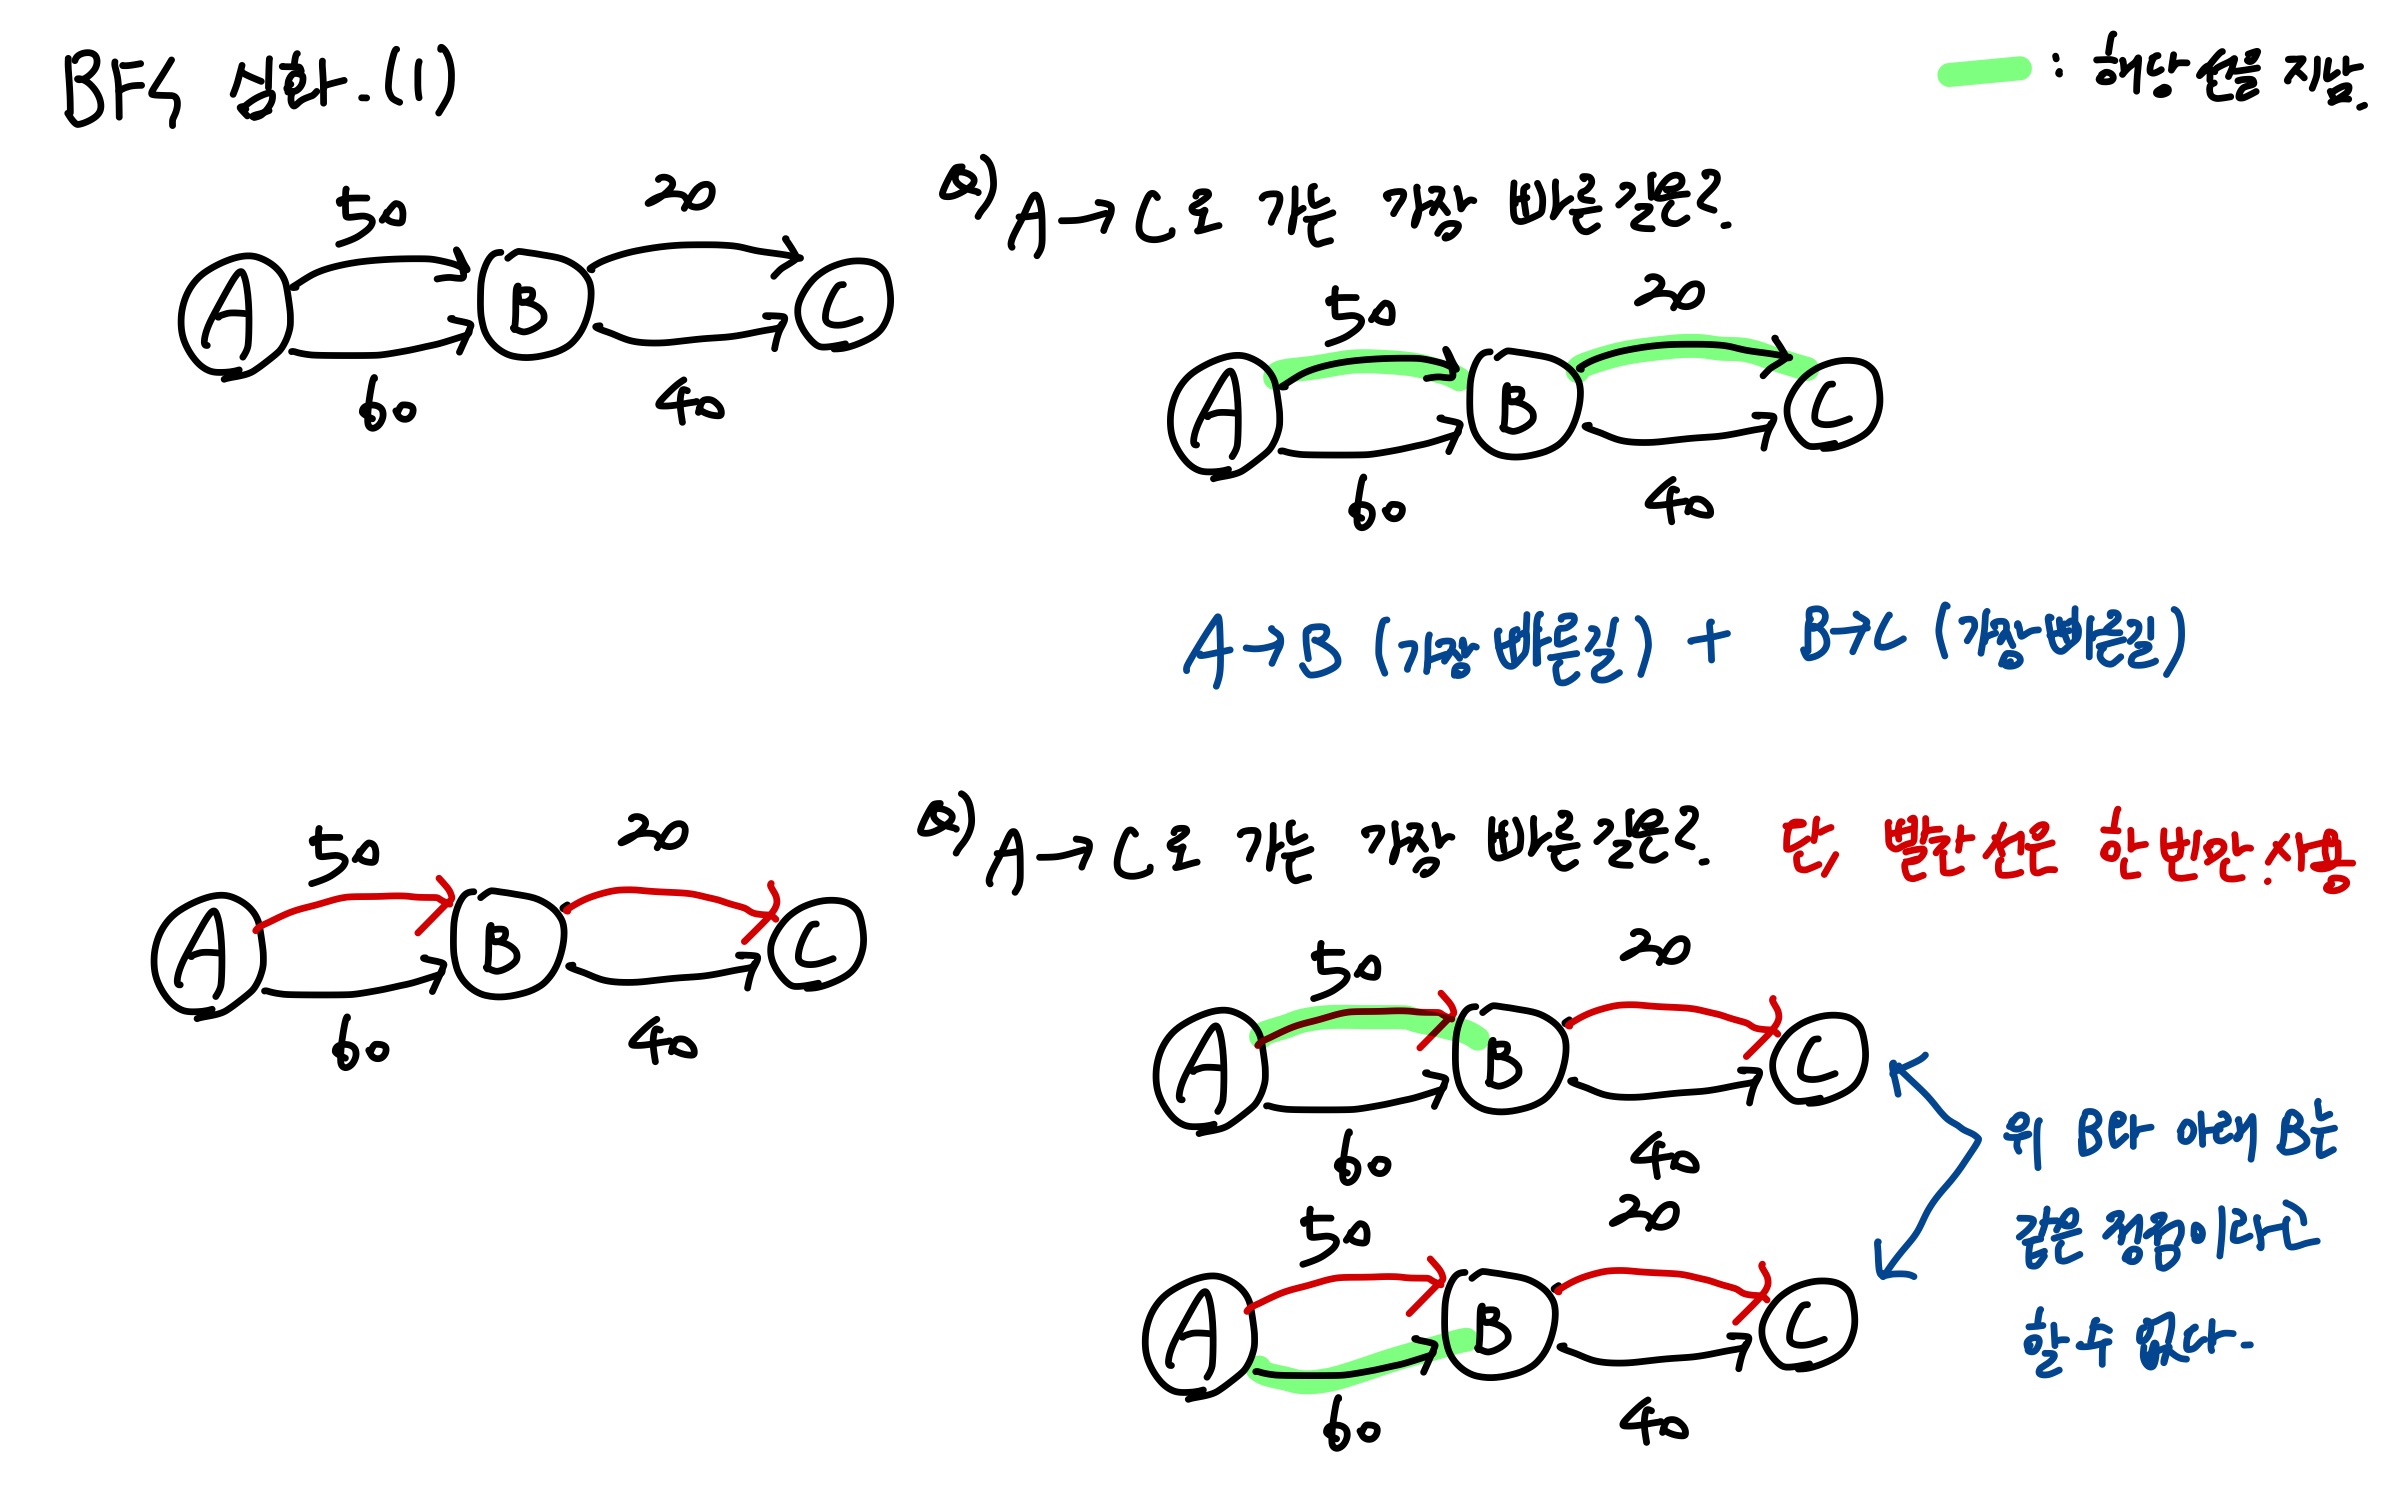 BFS 심화-(1)
: 해당 선을 지남.
50 20
A B C
60 40
Q) A→C로 가는 가장 빠른 길은?
50 20
A B C
60 40
A→B (가장 빠른 길) + B→C (가장 빠른 길)
50 20
A B C
60 40
Q) A→C로 가는 가장 빠른 길은? 단, 빨간 선은 한 번만 사용
50 20
A B C
60 40
50 20
A B C
60 40
위 B와 아래 B는
같은 정점이라고
할 수 없다.